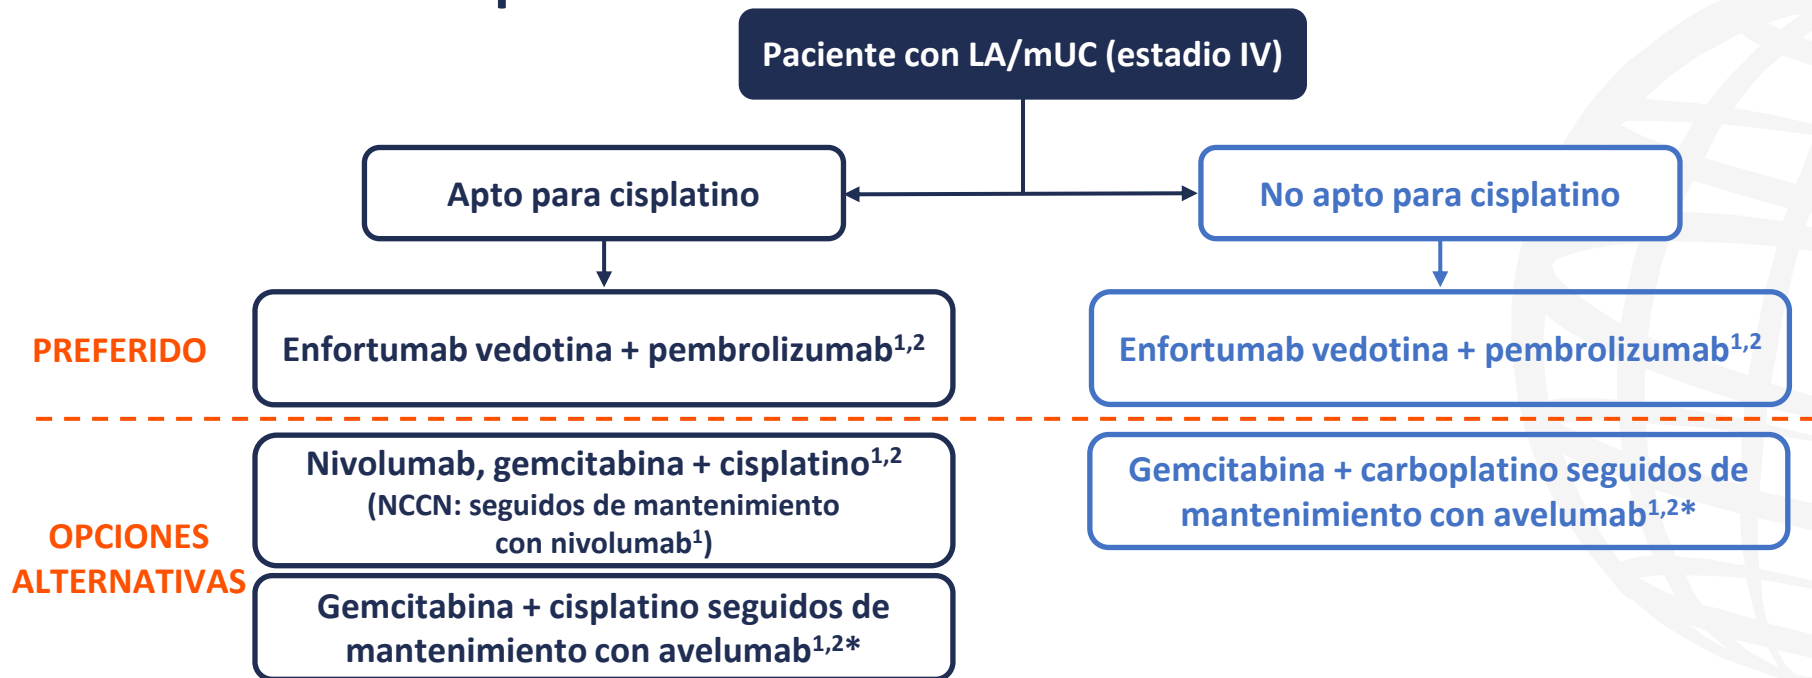 Paciente con LA/mUC (estadio IV)
Apto para cisplatino
No apto para cisplatino
PREFERIDO
Enfortumab vedotina + pembrolizumab1,2
Enfortumab vedotina + pembrolizumab1,2
OPCIONES
ALTERNATIVAS
Nivolumab, gemcitabina + cisplatino1,2
(NCCN: seguidos de mantenimiento
con nivolumab1)
Gemcitabina + cisplatino seguidos de
mantenimiento con avelumab1,2*
Gemcitabina + carboplatino seguidos de
mantenimiento con avelumab1,2*